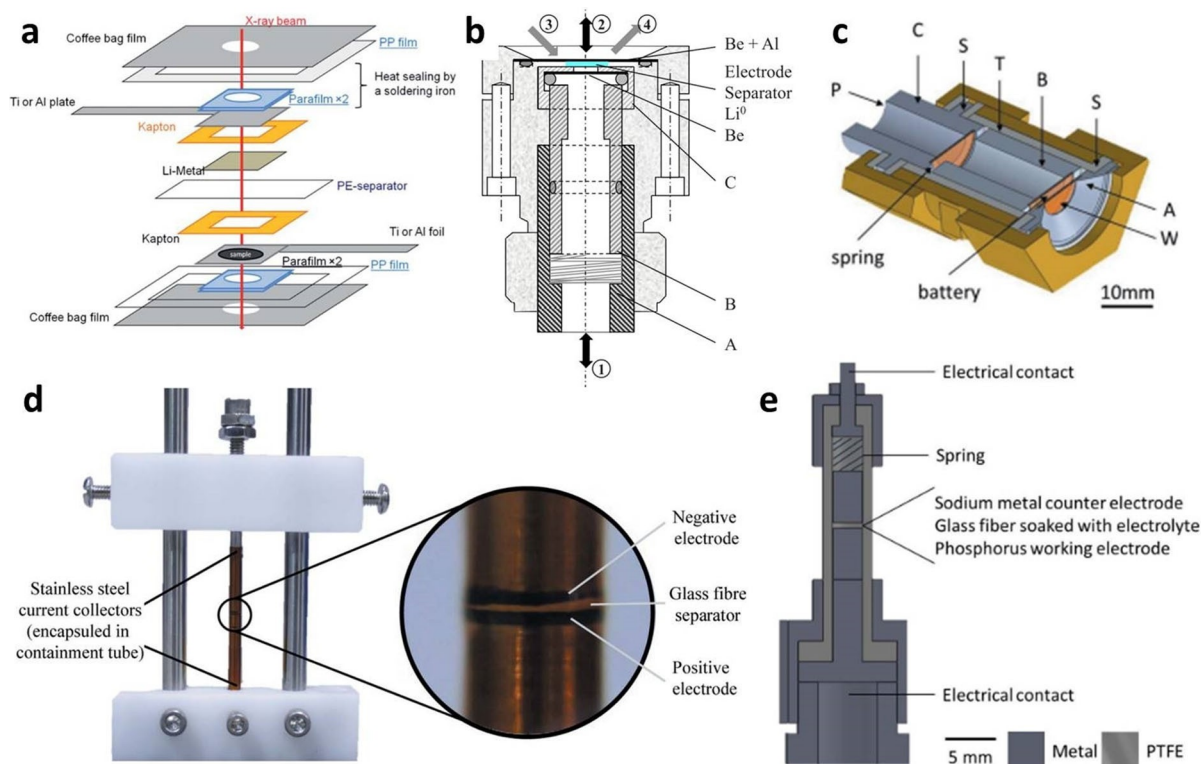 a
X-ray beam
Coffee bag film
PP film
Heat sealing by
a soldering iron
Parafilm ×2
Ti or Al plate
Kapton
Li-Metal
PE-separator
Kapton
Ti or Al foil
sample
Parafilm ×2
PP film
Coffee bag film
b
3
2
4
Be + Al
Electrode
Separator
Li⁰
Be
C
B
A
1
c
P
C
S
T
B
S
A
W
spring
battery
10mm
d
Stainless steel
current collectors
(encapsuled in
containment tube)
Negative
electrode
Glass fibre
separator
Positive
electrode
e
Electrical contact
Spring
Sodium metal counter electrode
Glass fiber soaked with electrolyte
Phosphorus working electrode
Electrical contact
5 mm
Metal
PTFE